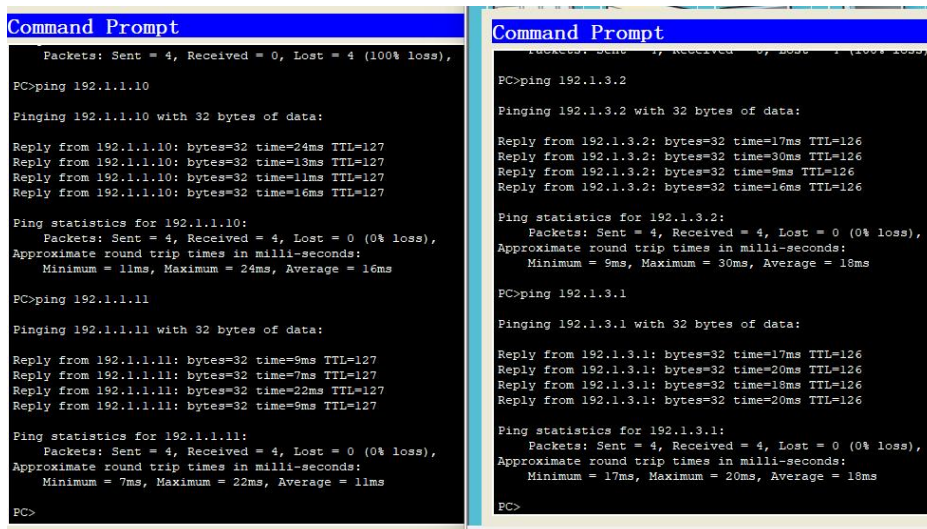 Command Prompt
Packets: Sent = 4, Received = 0, Lost = 4 (100% loss),
PC>ping 192.1.1.10
Pinging 192.1.1.10 with 32 bytes of data:
Reply from 192.1.1.10: bytes=32 time=24ms TTL=127
Reply from 192.1.1.10: bytes=32 time=13ms TTL=127
Reply from 192.1.1.10: bytes=32 time=11ms TTL=127
Reply from 192.1.1.10: bytes=32 time=16ms TTL=127
Ping statistics for 192.1.1.10:
Packets: Sent = 4, Received = 4, Lost = 0 (0% loss),
Approximate round trip times in milli-seconds:
Minimum = 11ms, Maximum = 24ms, Average = 16ms
PC>ping 192.1.1.11
Pinging 192.1.1.11 with 32 bytes of data:
Reply from 192.1.1.11: bytes=32 time=9ms TTL=127
Reply from 192.1.1.11: bytes=32 time=7ms TTL=127
Reply from 192.1.1.11: bytes=32 time=22ms TTL=127
Reply from 192.1.1.11: bytes=32 time=9ms TTL=127
Ping statistics for 192.1.1.11:
Packets: Sent = 4, Received = 4, Lost = 0 (0% loss),
Approximate round trip times in milli-seconds:
Minimum = 7ms, Maximum = 22ms, Average = 11ms
PC>
Command Prompt
Packets: Sent = 4, Received = 0, Lost = 4 (100% loss)
PC>ping 192.1.3.2
Pinging 192.1.3.2 with 32 bytes of data:
Reply from 192.1.3.2: bytes=32 time=17ms TTL=126
Reply from 192.1.3.2: bytes=32 time=30ms TTL=126
Reply from 192.1.3.2: bytes=32 time=9ms TTL=126
Reply from 192.1.3.2: bytes=32 time=16ms TTL=126
Ping statistics for 192.1.3.2:
Packets: Sent = 4, Received = 4, Lost = 0 (0% loss),
Approximate round trip times in milli-seconds:
Minimum = 9ms, Maximum = 30ms, Average = 18ms
PC>ping 192.1.3.1
Pinging 192.1.3.1 with 32 bytes of data:
Reply from 192.1.3.1: bytes=32 time=17ms TTL=126
Reply from 192.1.3.1: bytes=32 time=20ms TTL=126
Reply from 192.1.3.1: bytes=32 time=18ms TTL=126
Reply from 192.1.3.1: bytes=32 time=20ms TTL=126
Ping statistics for 192.1.3.1:
Packets: Sent = 4, Received = 4, Lost = 0 (0% loss),
Approximate round trip times in milli-seconds:
Minimum = 17ms, Maximum = 20ms, Average = 18ms
PC>